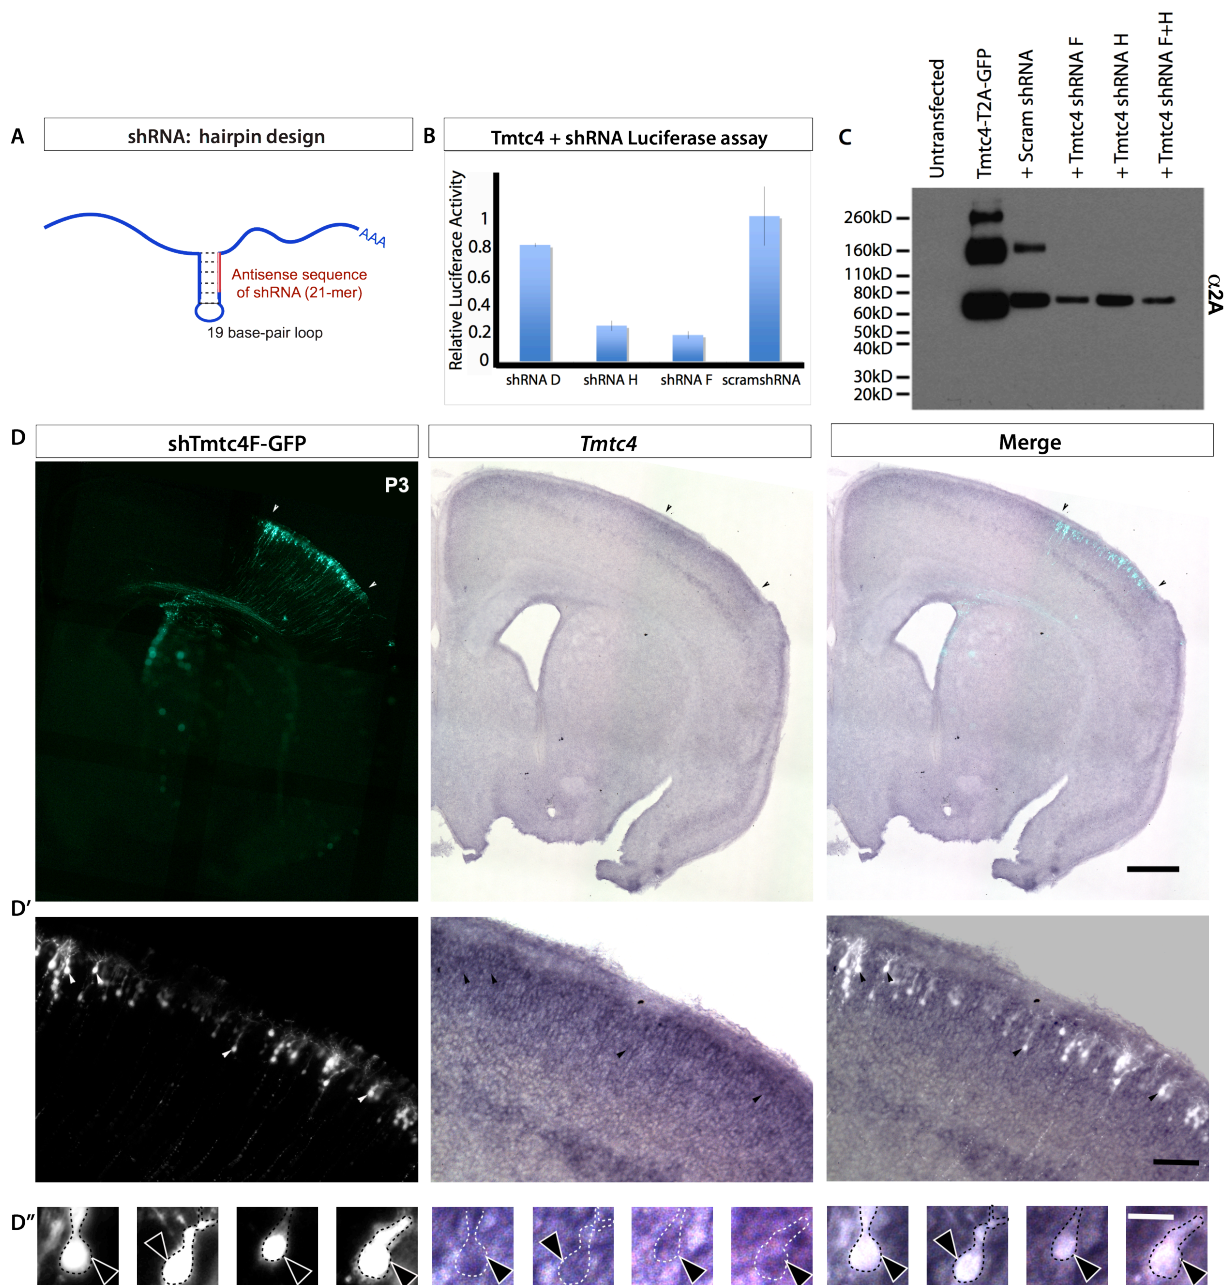 A
shRNA: hairpin design
AAA
Antisense sequence
of shRNA (21-mer)
19 base-pair loop
B
Tmtc4 + shRNA Luciferase assay
Relative Luciferace Activity
1
0.8
0.6
0.4
0.2
0
shRNA D
shRNA H
shRNA F
scramshRNA
C
Untransfected
Tmtc4-T2A-GFP
+ Scram shRNA
+ Tmtc4 shRNA F
+ Tmtc4 shRNA H
+ Tmtc4 shRNA F+H
260kD
160kD
110kD
80kD
60kD
50kD
40kD
30kD
20kD
α2A
D
shTmtc4F-GFP
Tmtc4
Merge
P3
D'
D"